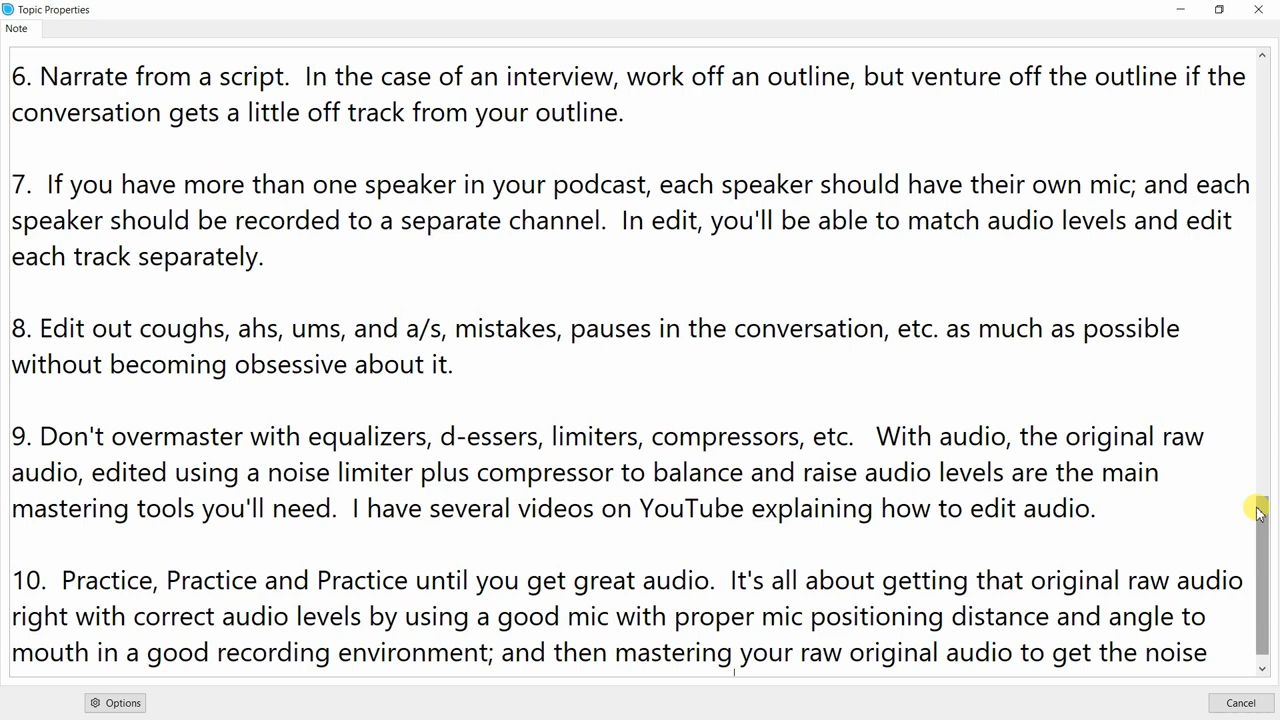 Topic Properties
Note
6. Narrate from a script.  In the case of an interview, work off an outline, but venture off the outline if the
conversation gets a little off track from your outline.
7.  If you have more than one speaker in your podcast, each speaker should have their own mic; and each
speaker should be recorded to a separate channel.  In edit, you'll be able to match audio levels and edit
each track separately.
8. Edit out coughs, ahs, ums, and a/s, mistakes, pauses in the conversation, etc. as much as possible
without becoming obsessive about it.
9. Don't overmaster with equalizers, d-essers, limiters, compressors, etc.   With audio, the original raw
audio, edited using a noise limiter plus compressor to balance and raise audio levels are the main
mastering tools you'll need.  I have several videos on YouTube explaining how to edit audio.
10.  Practice, Practice and Practice until you get great audio.  It's all about getting that original raw audio
right with correct audio levels by using a good mic with proper mic positioning distance and angle to
mouth in a good recording environment; and then mastering your raw original audio to get the noise
Options
Cancel